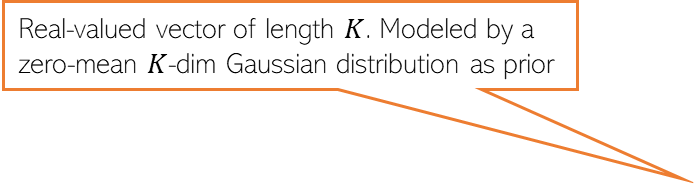 Real-valued vector of length K. Modeled by a
zero-mean K-dim Gaussian distribution as prior